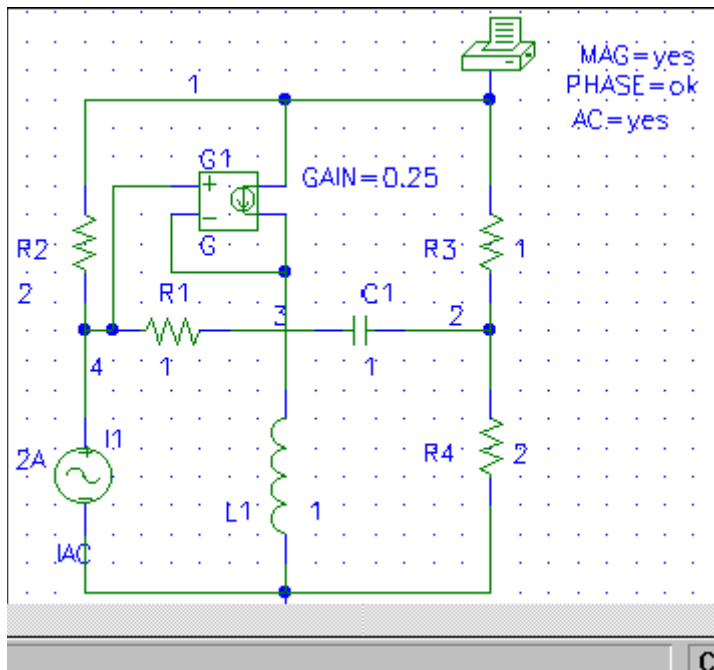 MAG=yes
1
PHASE=ok
AC=yes
G1
+
GAIN=0.25
−
R2
G
R3
1
2
R1
C1
3
2
4
1
1
I1
+
2A
R4
2
−
L1
1
IAC
C